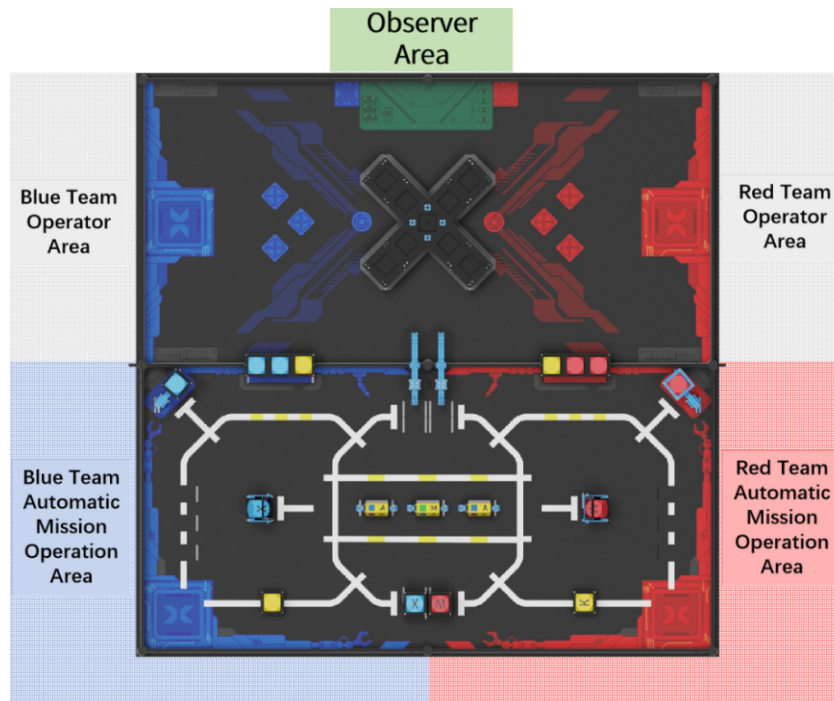 Observer
Area
Blue Team
Operator
Area
Red Team
Operator
Area
Blue Team
Automatic
Mission
Operation
Area
Red Team
Automatic
Mission
Operation
Area
A
M
A
X
M
K